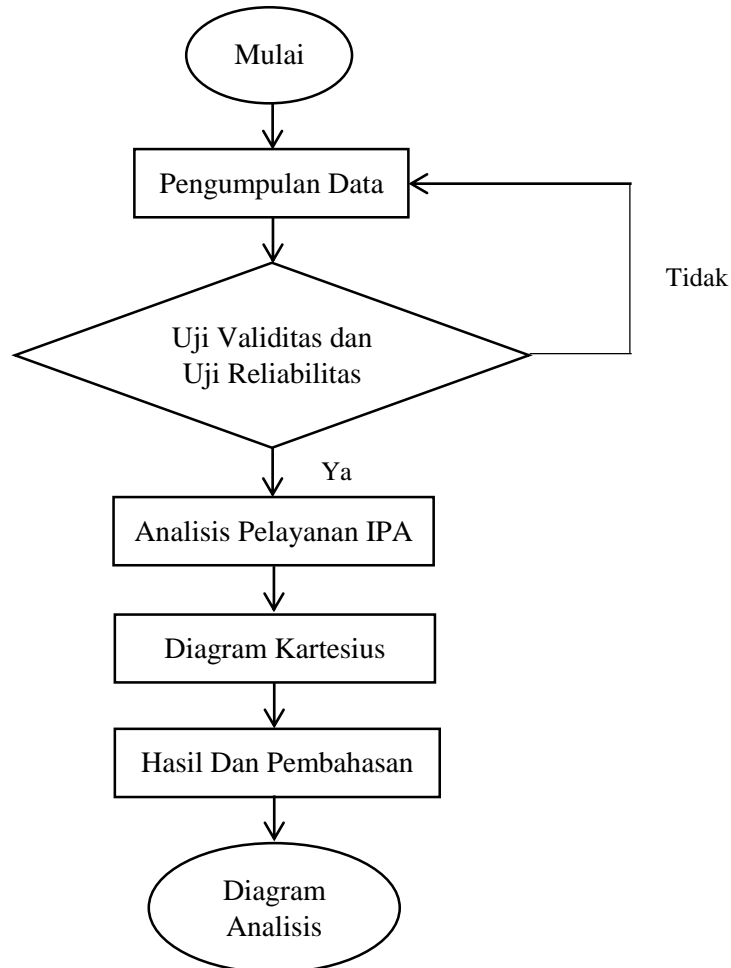 Mulai
Pengumpulan Data
Tidak
Uji Validitas dan
Uji Reliabilitas
Ya
Analisis Pelayanan IPA
Diagram Kartesius
Hasil Dan Pembahasan
Diagram
Analisis